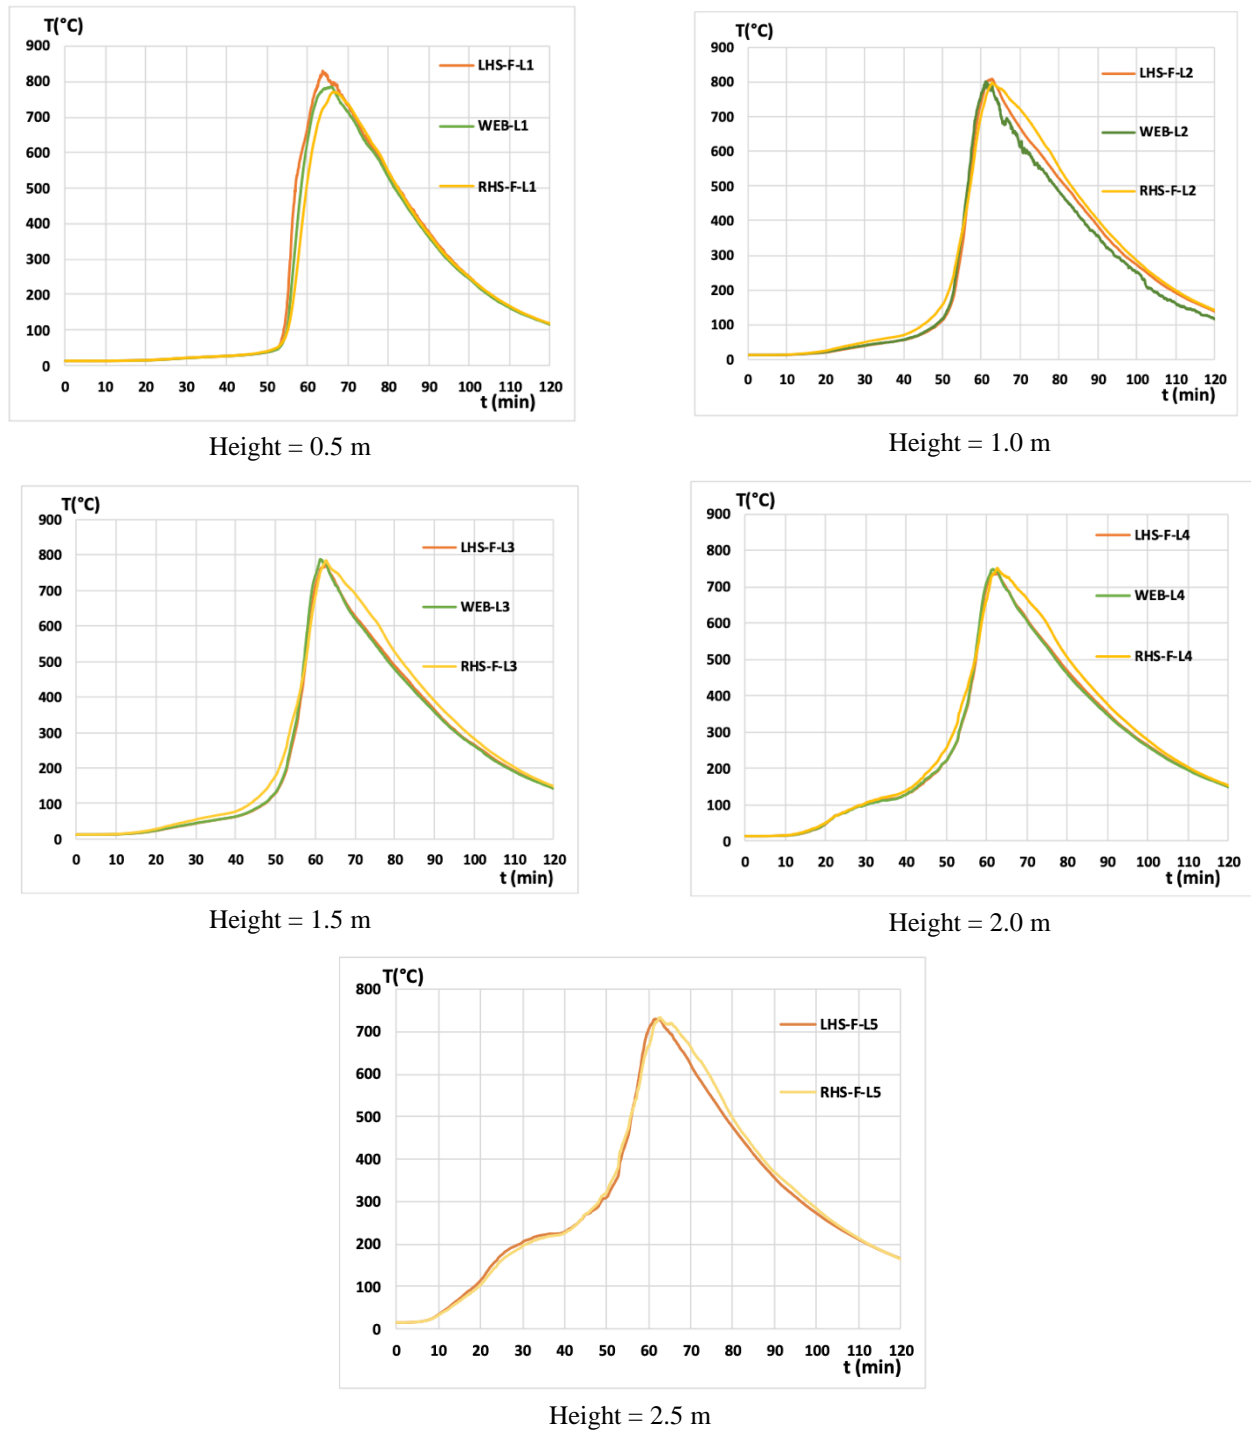 T(°C)
900
800
700
600
500
400
300
200
100
0
0 10 20 30 40 50 60 70 80 90 100 110 120
t (min)
LHS-F-L1
WEB-L1
RHS-F-L1
Height = 0.5 m
T(°C)
900
800
700
600
500
400
300
200
100
0
0 10 20 30 40 50 60 70 80 90 100 110 120
t (min)
LHS-F-L2
WEB-L2
RHS-F-L2
Height = 1.0 m
T(°C)
900
800
700
600
500
400
300
200
100
0
0 10 20 30 40 50 60 70 80 90 100 110 120
t (min)
LHS-F-L3
WEB-L3
RHS-F-L3
Height = 1.5 m
T(°C)
900
800
700
600
500
400
300
200
100
0
0 10 20 30 40 50 60 70 80 90 100 110 120
t (min)
LHS-F-L4
WEB-L4
RHS-F-L4
Height = 2.0 m
T(°C)
800
700
600
500
400
300
200
100
0
0 10 20 30 40 50 60 70 80 90 100 110 120
t (min)
LHS-F-L5
RHS-F-L5
Height = 2.5 m